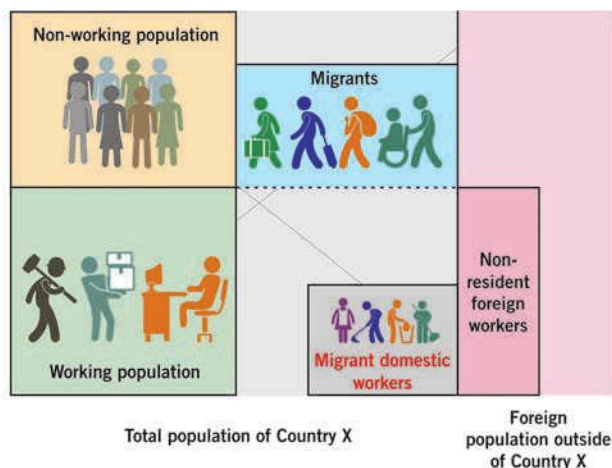 Non-working population
Migrants
Non-
resident
foreign
workers
Working population
Migrant domestic
workers
Total population of Country X
Foreign
population outside
of Country X